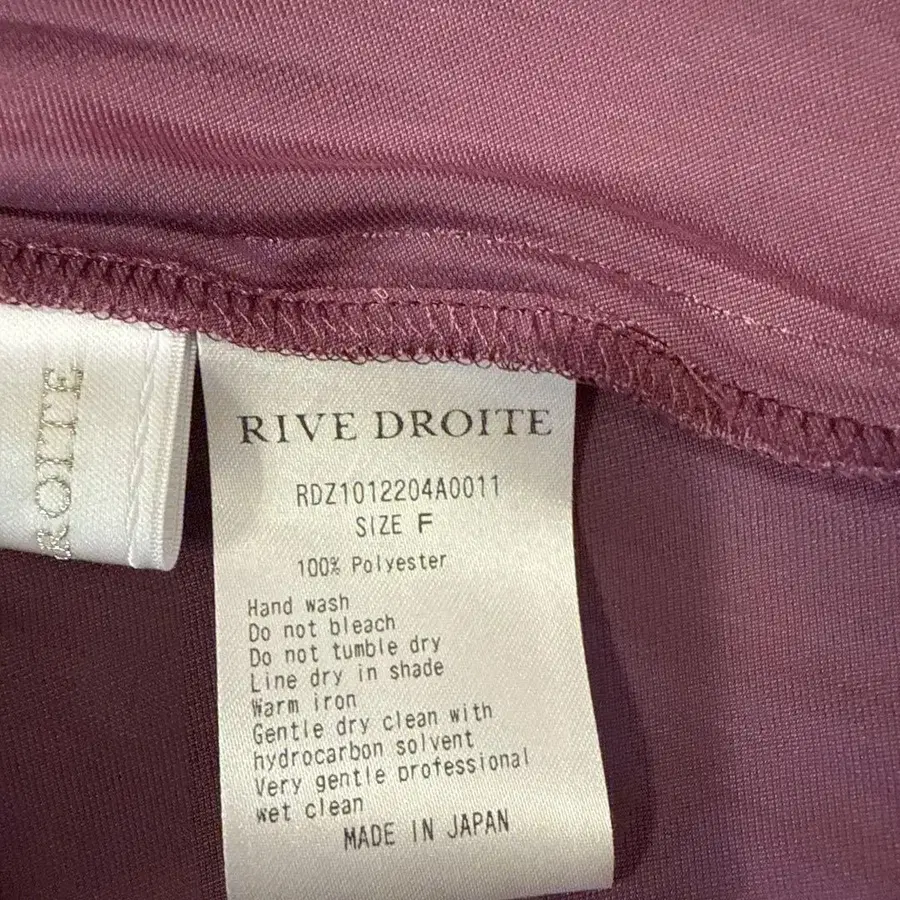 ROITE
RIVE DROITE
RDZ1012204A0011
SIZE F
100% Polyester
Hand wash
Do not bleach
Do not tumble dry
Line dry in shade
Warm iron
Gentle dry clean with
hydrocarbon solvent
Very gentle professional
wet clean
MADE IN JAPAN